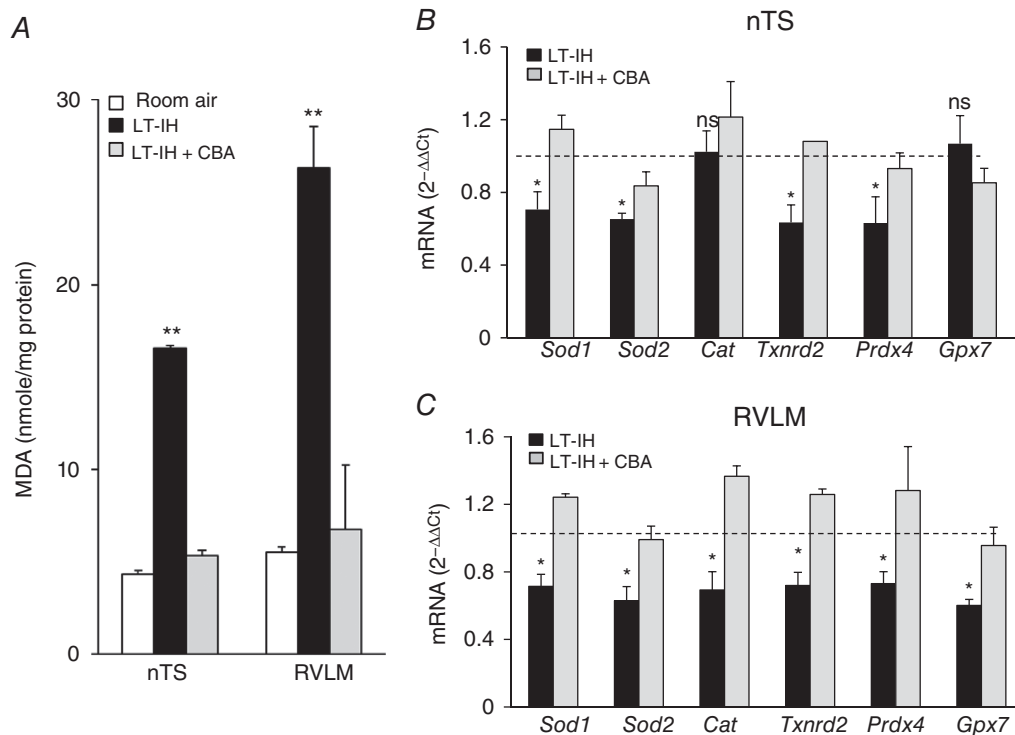 A
Room air
LT-IH
LT-IH + CBA
MDA (nmole/mg protein)
30
20
10
0
**
**
nTS
RVLM
B
nTS
LT-IH
LT-IH + CBA
mRNA (2−ΔΔCt)
1.6
1.2
0.8
0.4
0
*
*
ns
*
*
ns
Sod1 Sod2 Cat Txnrd2 Prdx4 Gpx7
C
RVLM
LT-IH
LT-IH + CBA
mRNA (2−ΔΔCt)
1.6
1.2
0.8
0.4
0
*
*
*
*
*
*
Sod1 Sod2 Cat Txnrd2 Prdx4 Gpx7